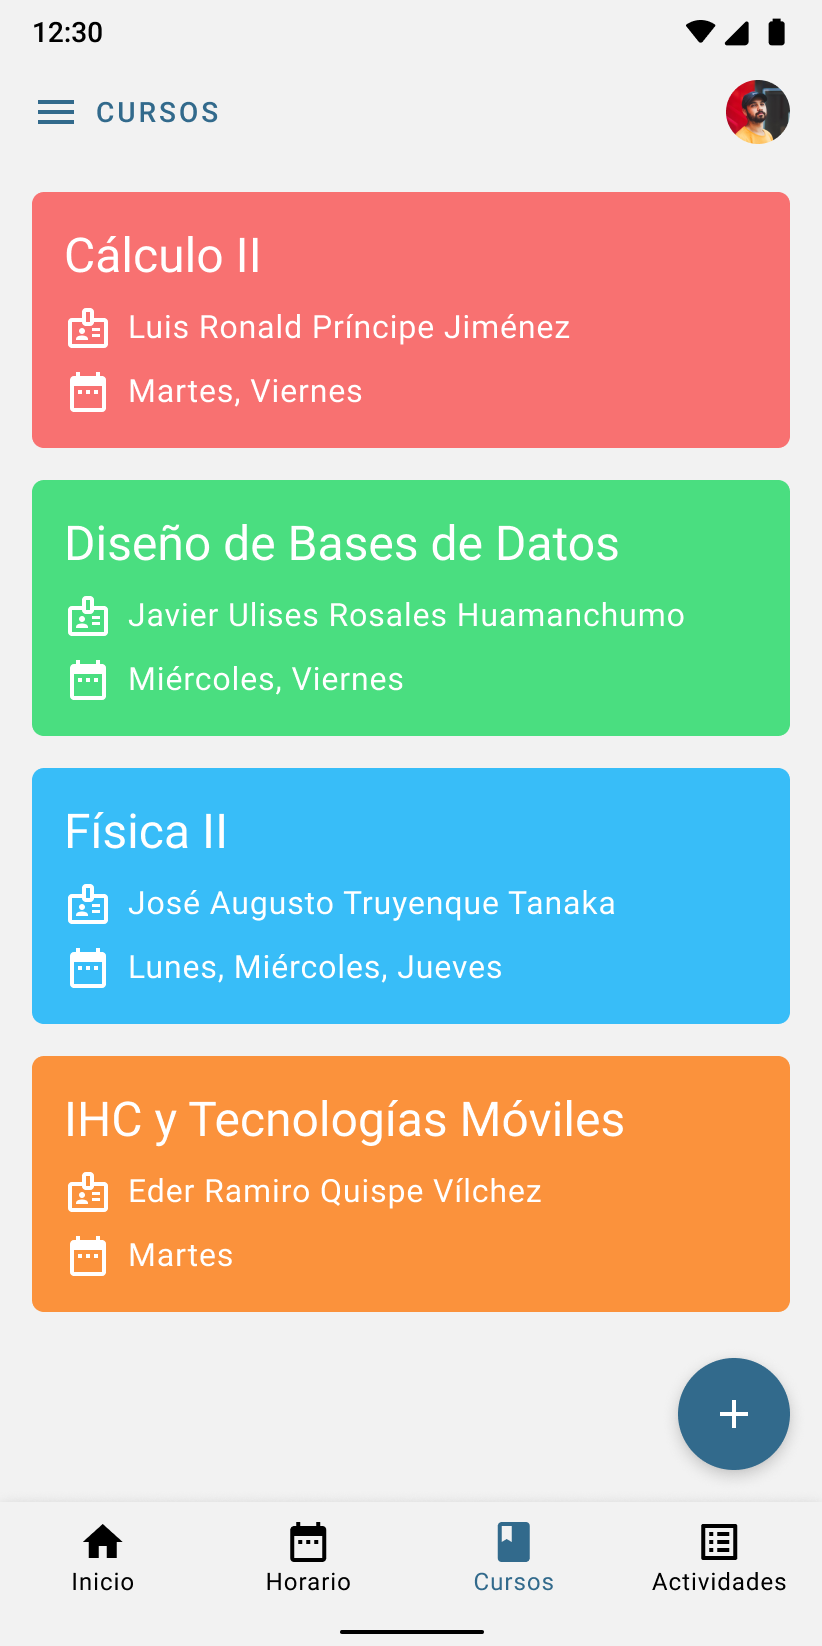 12:30
CURSOS
Cálculo II
Luis Ronald Príncipe Jiménez
Martes, Viernes
Diseño de Bases de Datos
Javier Ulises Rosales Huamanchumo
Miércoles, Viernes
Física II
José Augusto Truyenque Tanaka
Lunes, Miércoles, Jueves
IHC y Tecnologías Móviles
Eder Ramiro Quispe Vílchez
Martes
Inicio
Horario
Cursos
Actividades